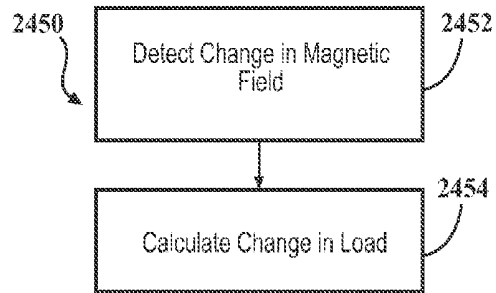 2450
2452
Detect Change in Magnetic
Field
2454
Calculate Change in Load